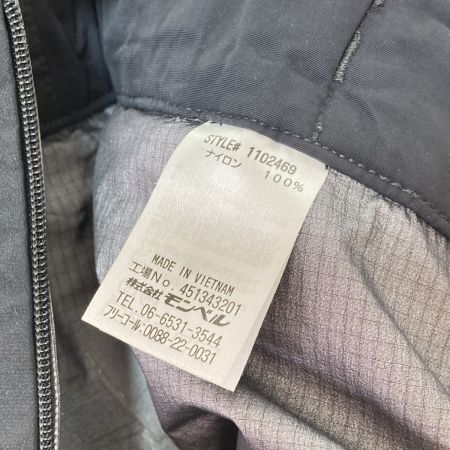 STYLE# 1102469
ナイロン 100%
MADE IN VIETNAM
工場No. 451343201
株式会社 モンベル
TEL. 06-6531-3544
フリーコール: 0088-22-0031